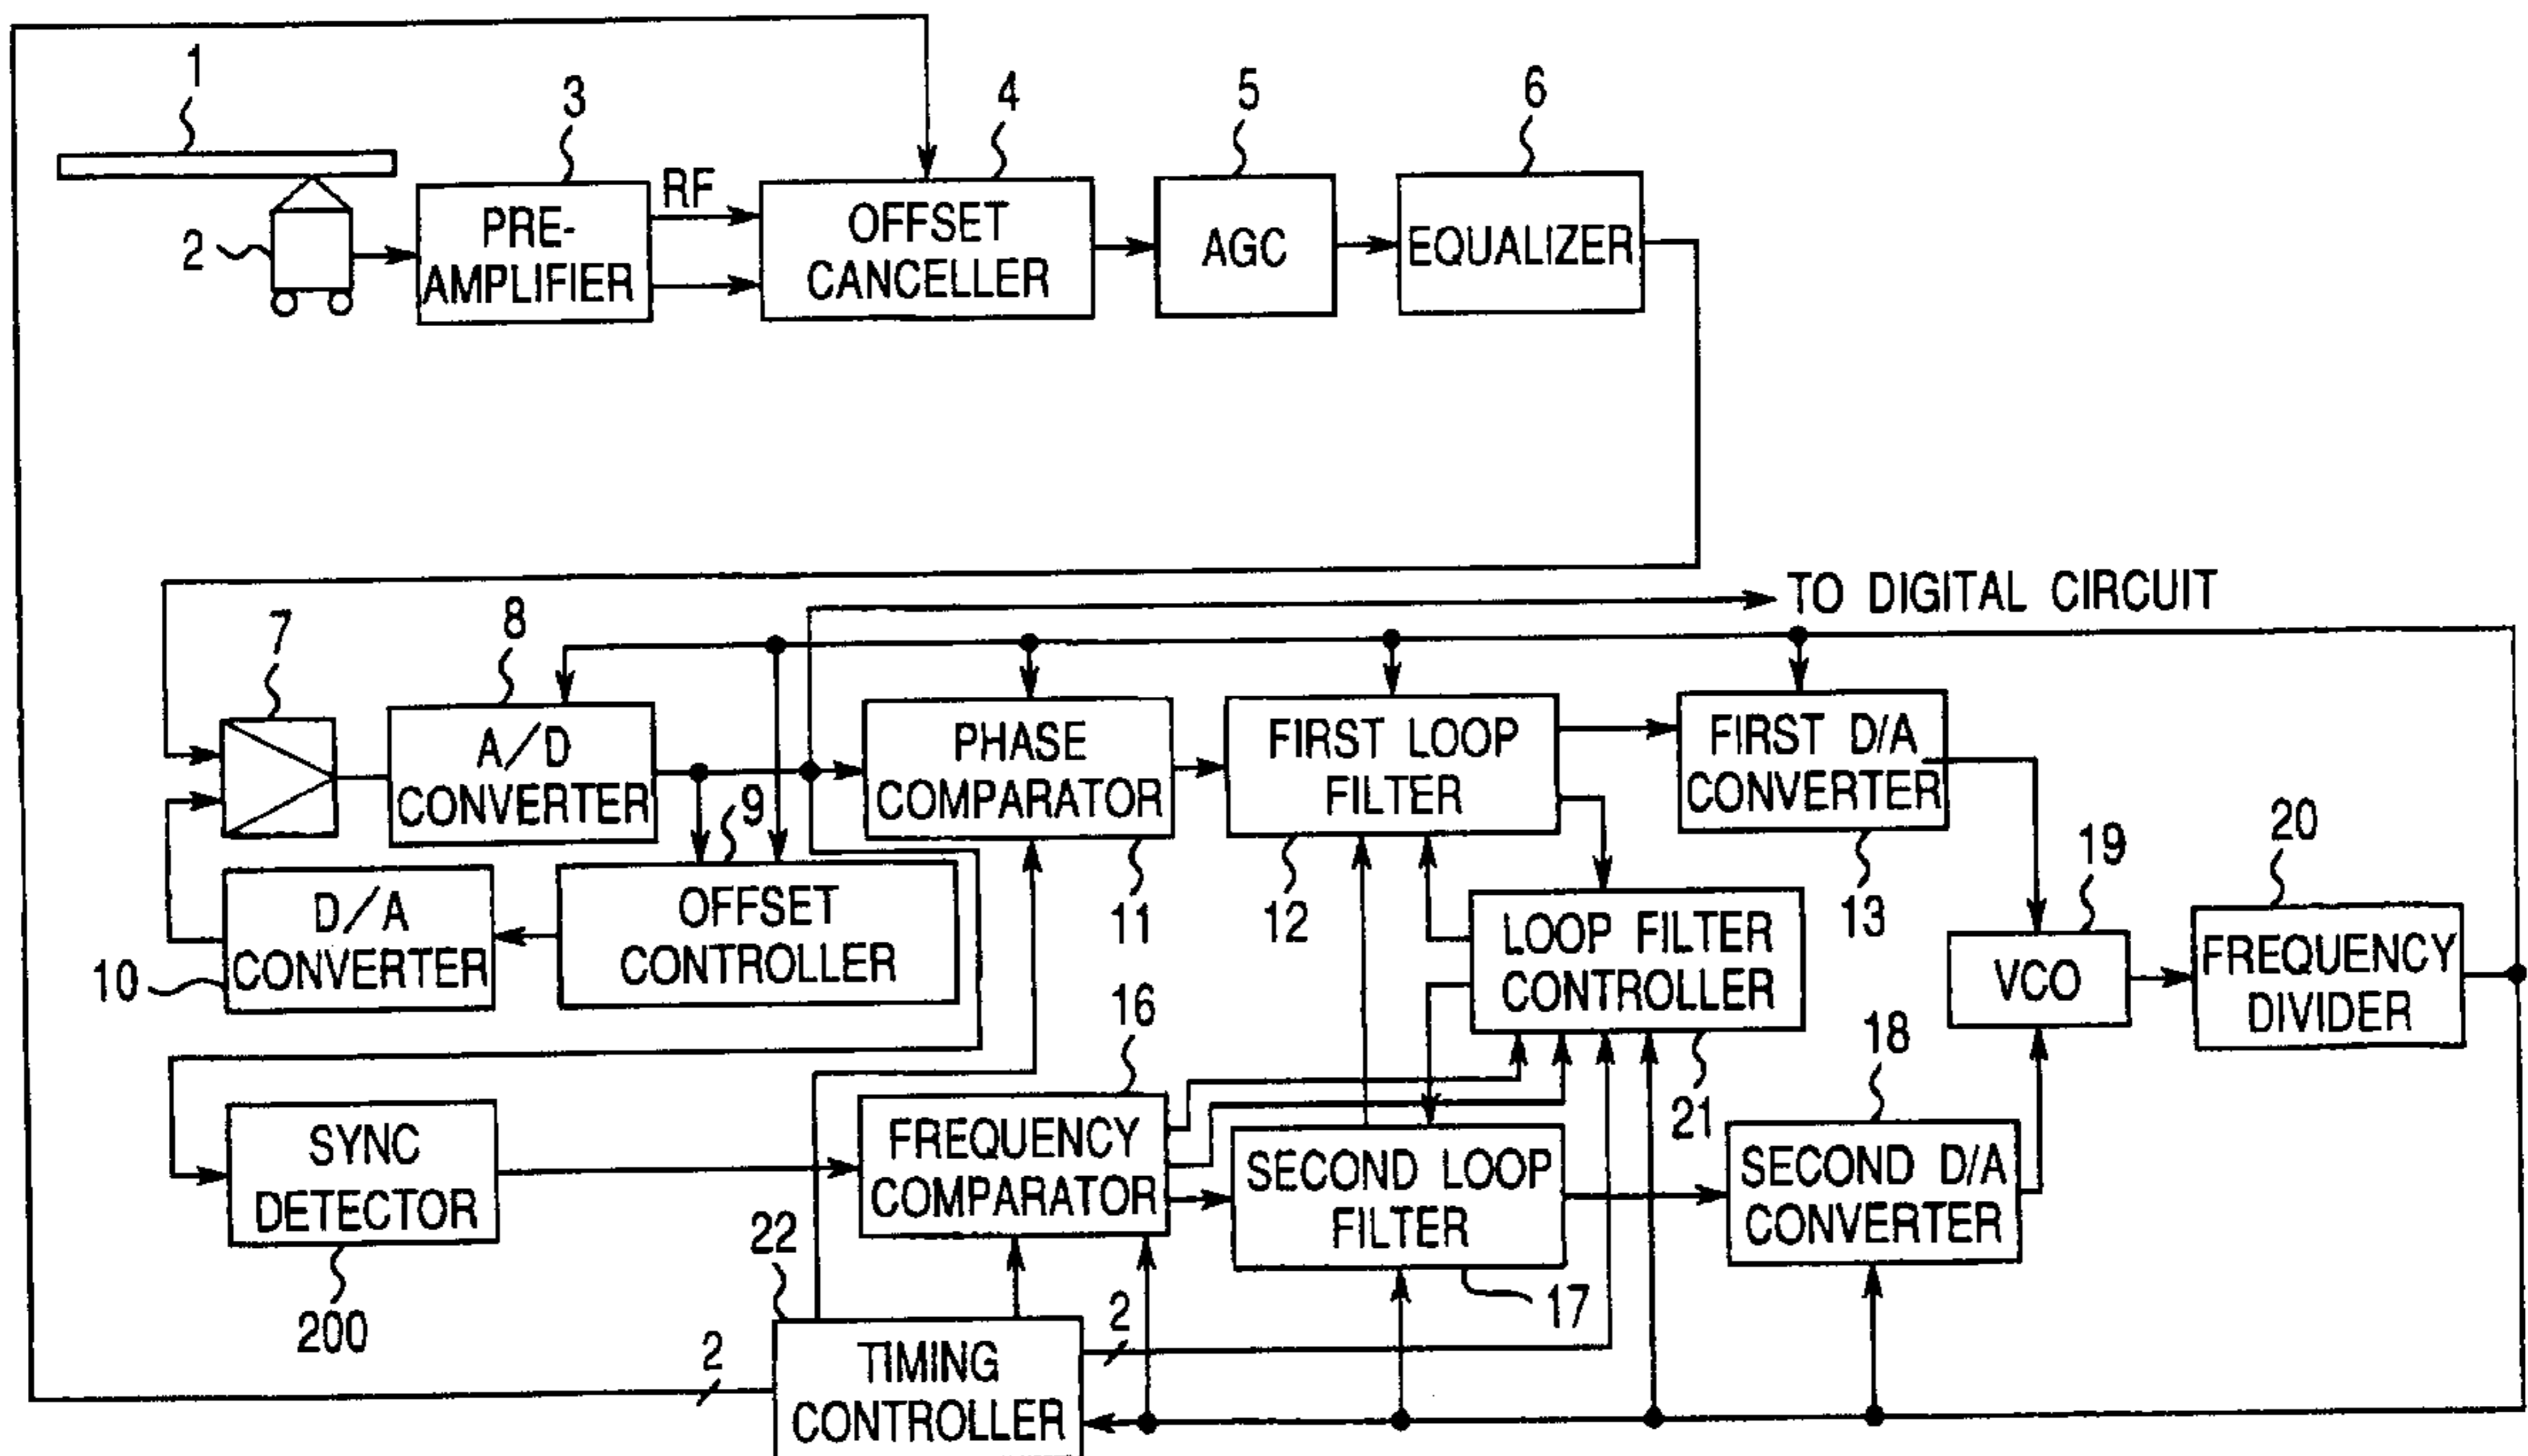 1
3
4
5
6
RF
2
PRE-
AMPLIFIER
OFFSET
CANCELLER
AGC
EQUALIZER
TO DIGITAL CIRCUIT
7
8
A/D
CONVERTER
PHASE
COMPARATOR
FIRST LOOP
FILTER
FIRST D/A
CONVERTER
9
11
12
13
19
20
D/A
CONVERTER
10
OFFSET
CONTROLLER
LOOP FILTER
CONTROLLER
VCO
FREQUENCY
DIVIDER
16
21
18
SYNC
DETECTOR
200
FREQUENCY
COMPARATOR
SECOND LOOP
FILTER
17
SECOND D/A
CONVERTER
22
2
2
TIMING
CONTROLLER